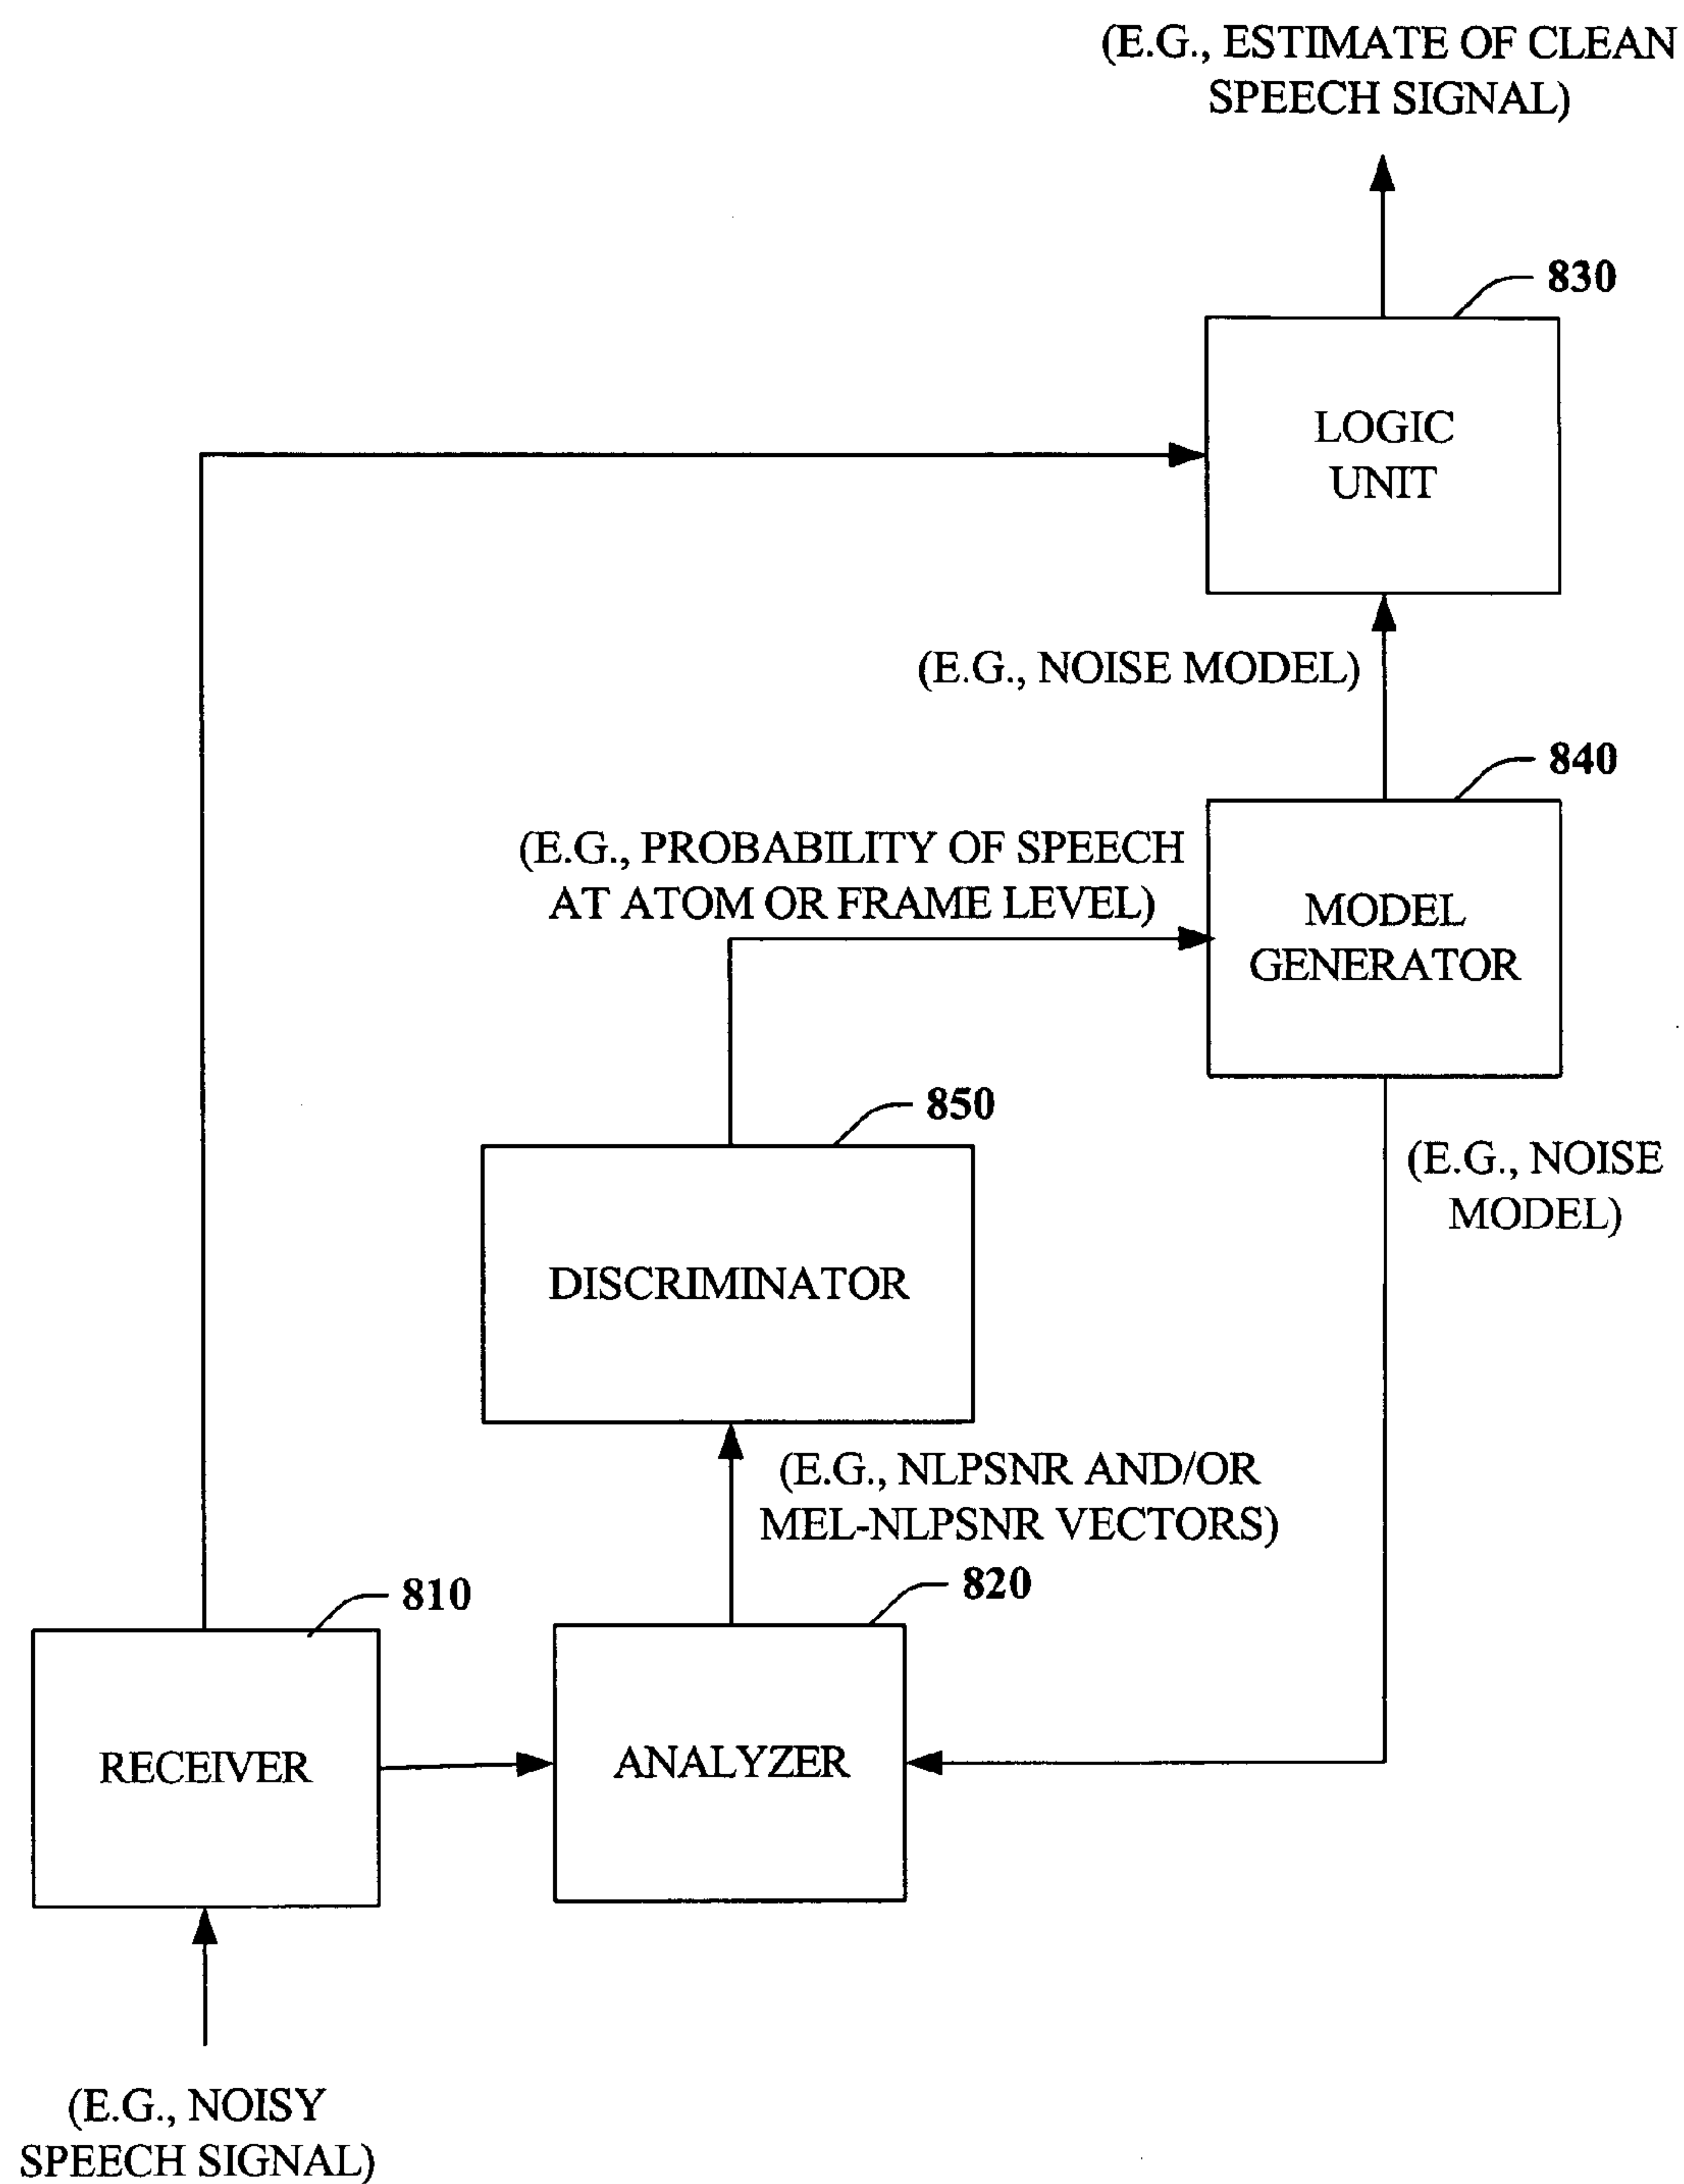 (E.G., ESTIMATE OF CLEAN
SPEECH SIGNAL)
830
LOGIC
UNIT
(E.G., NOISE MODEL)
840
(E.G., PROBABILITY OF SPEECH
AT ATOM OR FRAME LEVEL)
MODEL
GENERATOR
850
(E.G., NOISE
MODEL)
DISCRIMINATOR
(E.G., NLPSNR AND/OR
MEL-NLPSNR VECTORS)
820
810
RECEIVER
ANALYZER
(E.G., NOISY
SPEECH SIGNAL)